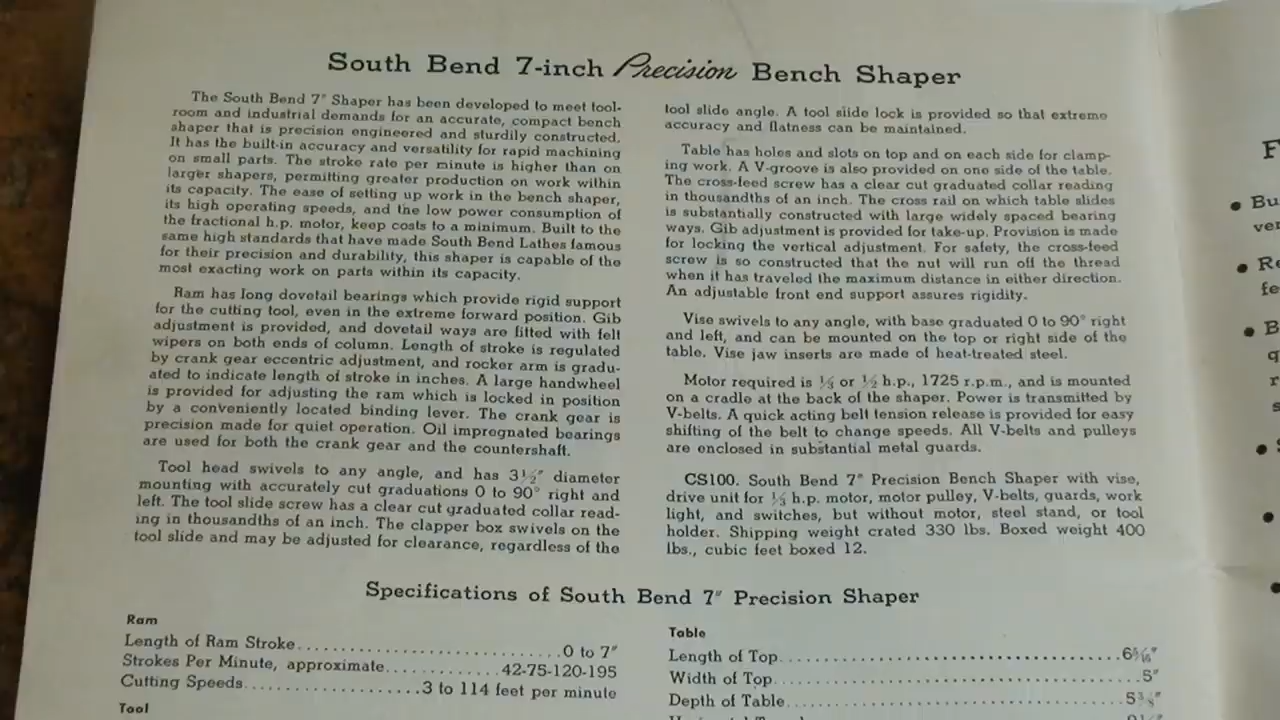 South Bend 7-inch Precision Bench Shaper
The South Bend 7" Shaper has been developed to meet tool-
room and industrial demands for an accurate, compact bench
shaper that is precision engineered and sturdily constructed.
It has the built-in accuracy and versatility for rapid machining
on small parts. The stroke rate per minute is higher than on
larger shapers, permitting greater production on work within
its capacity. The ease of setting up work in the bench shaper,
its high operating speeds, and the low power consumption of
the fractional h.p. motor, keep costs to a minimum. Built to the
same high standards that have made South Bend Lathes famous
for their precision and durability, this shaper is capable of the
most exacting work on parts within its capacity.
Ram has long dovetail bearings which provide rigid support
for the cutting tool, even in the extreme forward position. Gib
adjustment is provided, and dovetail ways are fitted with felt
wipers on both ends of column. Length of stroke is regulated
by crank gear eccentric adjustment, and rocker arm is gradu-
ated to indicate length of stroke in inches. A large handwheel
is provided for adjusting the ram which is locked in position
by a conveniently located binding lever. The crank gear is
precision made for quiet operation. Oil impregnated bearings
are used for both the crank gear and the countershaft.
Tool head swivels to any angle, and has 3½" diameter
mounting with accurately cut graduations 0 to 90° right and
left. The tool slide screw has a clear cut graduated collar read-
ing in thousandths of an inch. The clapper box swivels on the
tool slide and may be adjusted for clearance, regardless of the
tool slide angle. A tool slide lock is provided so that extreme
accuracy and flatness can be maintained.
Table has holes and slots on top and on each side for clamp-
ing work. A V-groove is also provided on one side of the table.
The cross-feed screw has a clear cut graduated collar reading
in thousandths of an inch. The cross rail on which table slides
is substantially constructed with large widely spaced bearing
ways. Gib adjustment is provided for take-up. Provision is made
for locking the vertical adjustment. For safety, the cross-feed
screw is so constructed that the nut will run off the thread
when it has traveled the maximum distance in either direction.
An adjustable front end support assures rigidity.
Vise swivels to any angle, with base graduated 0 to 90° right
and left, and can be mounted on the top or right side of the
table. Vise jaw inserts are made of heat-treated steel.
Motor required is ⅓ or ½ h.p., 1725 r.p.m., and is mounted
on a cradle at the back of the shaper. Power is transmitted by
V-belts. A quick acting belt tension release is provided for easy
shifting of the belt to change speeds. All V-belts and pulleys
are enclosed in substantial metal guards.
CS100. South Bend 7" Precision Bench Shaper with vise,
drive unit for ⅓ h.p. motor, motor pulley, V-belts, guards, work
light, and switches, but without motor, steel stand, or tool
holder. Shipping weight crated 330 lbs. Boxed weight 400
lbs., cubic feet boxed 12.
Specifications of South Bend 7" Precision Shaper
Ram
Length of Ram Stroke..............................0 to 7"
Strokes Per Minute, approximate..........42-75-120-195
Cutting Speeds....................3 to 114 feet per minute
Tool
Table
Length of Top.......................................6 5/16"
Width of Top..........................................5"
Depth of Table......................................5⅜"
F
Bu
ver
Re
fe
B
q
r
s